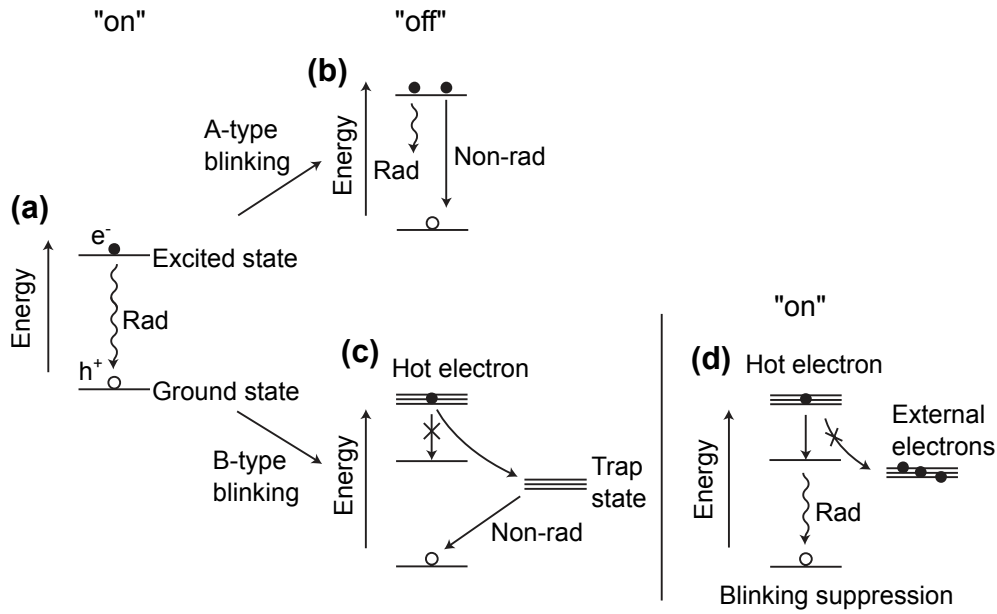 "on"
"off"
(b)
Energy
A-type
blinking
Rad
Non-rad
(a)
Energy
e⁻
Excited state
Rad
h⁺
Ground state
B-type
blinking
(c)
Hot electron
Energy
Trap
state
Non-rad
"on"
(d)
Hot electron
External
electrons
Energy
Rad
Blinking suppression